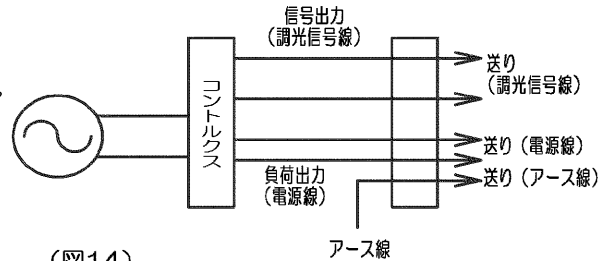 信号出力
（調光信号線）
コントルクス
送り
（調光信号線）
送り（電源線）
負荷出力
（電源線）
送り（アース線）
アース線
（図14）